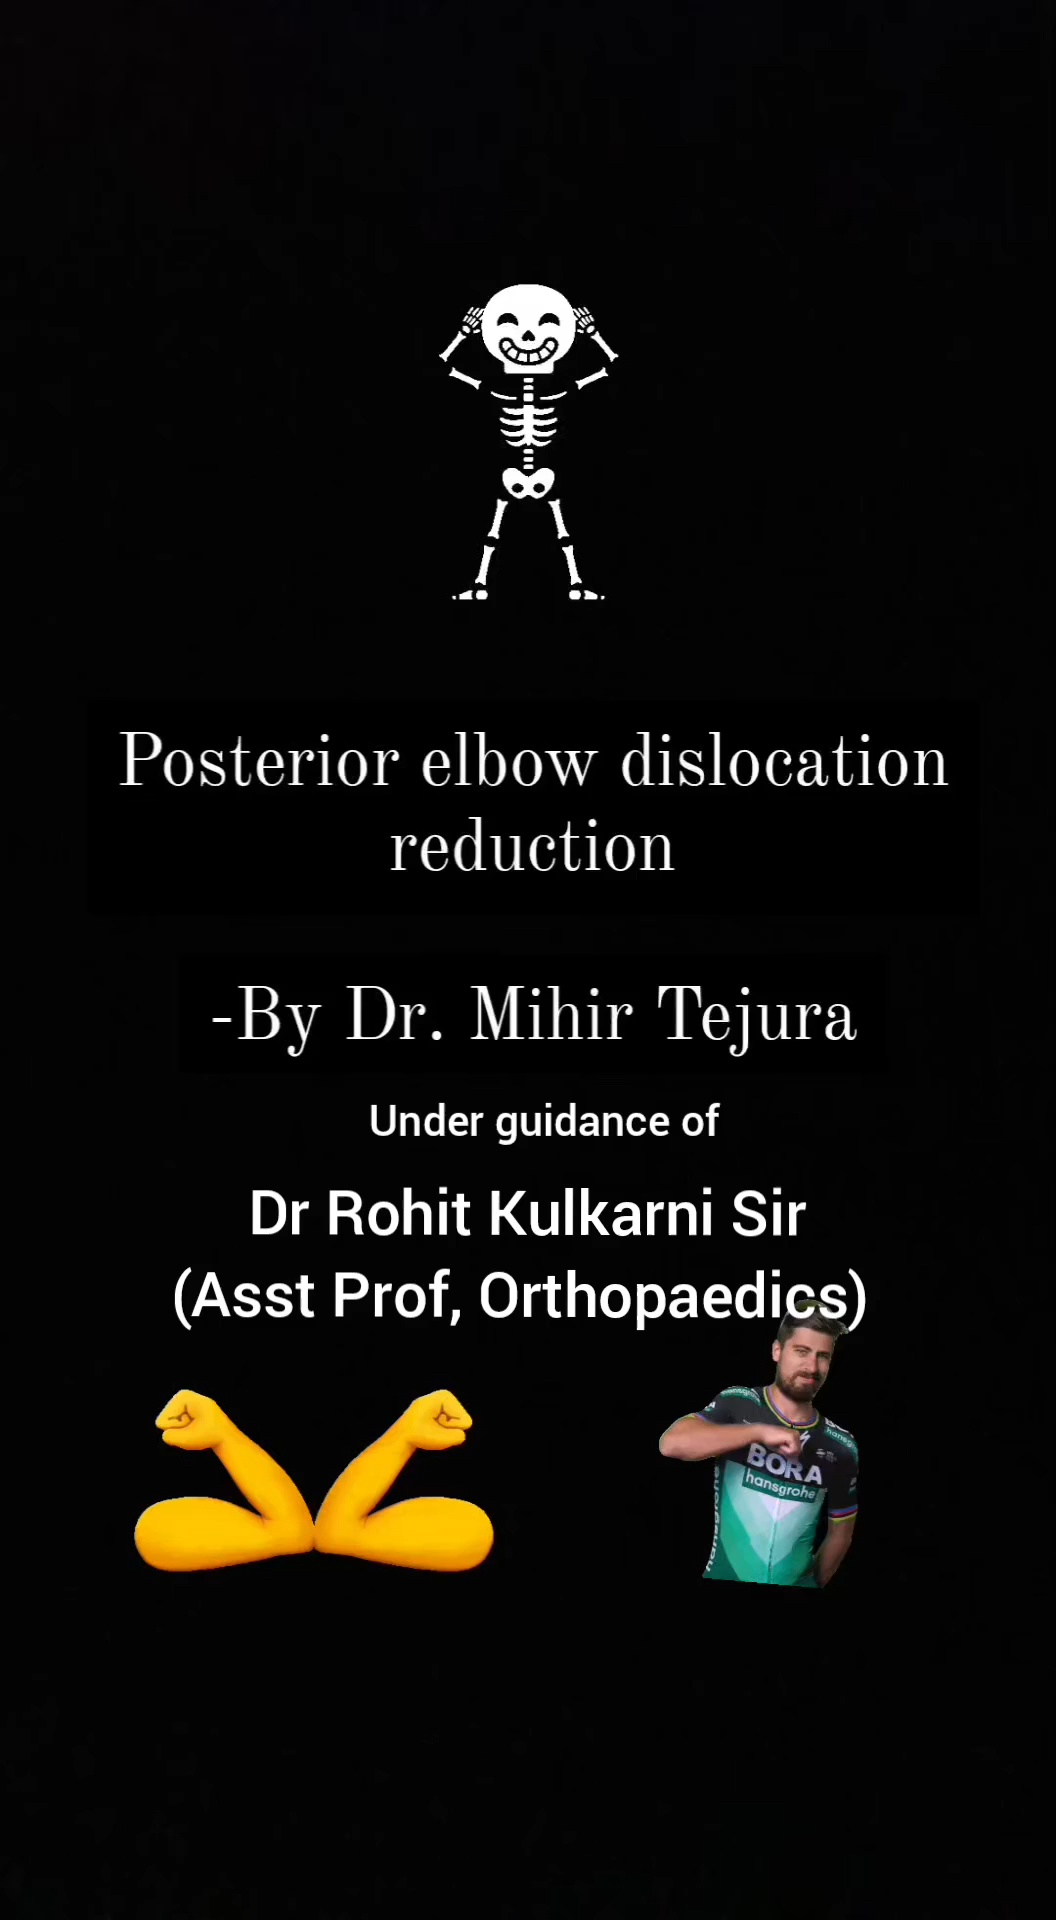 Posterior elbow dislocation
reduction
-By Dr. Mihir Tejura
Under guidance of
Dr Rohit Kulkarni Sir
(Asst Prof, Orthopaedics)
BORA
hansgrohe
hansgrohe